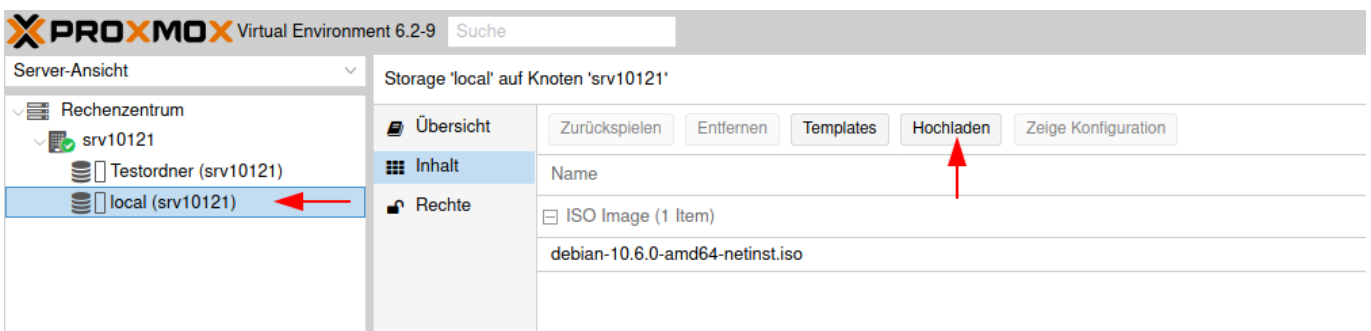 PROXMOX Virtual Environment 6.2-9 Suche
Server-Ansicht
Rechenzentrum
srv10121
Testordner (srv10121)
local (srv10121)
Storage 'local' auf Knoten 'srv10121'
Übersicht
Inhalt
Rechte
Zurückspielen Entfernen Templates Hochladen Zeige Konfiguration
Name
ISO Image (1 Item)
debian-10.6.0-amd64-netinst.iso